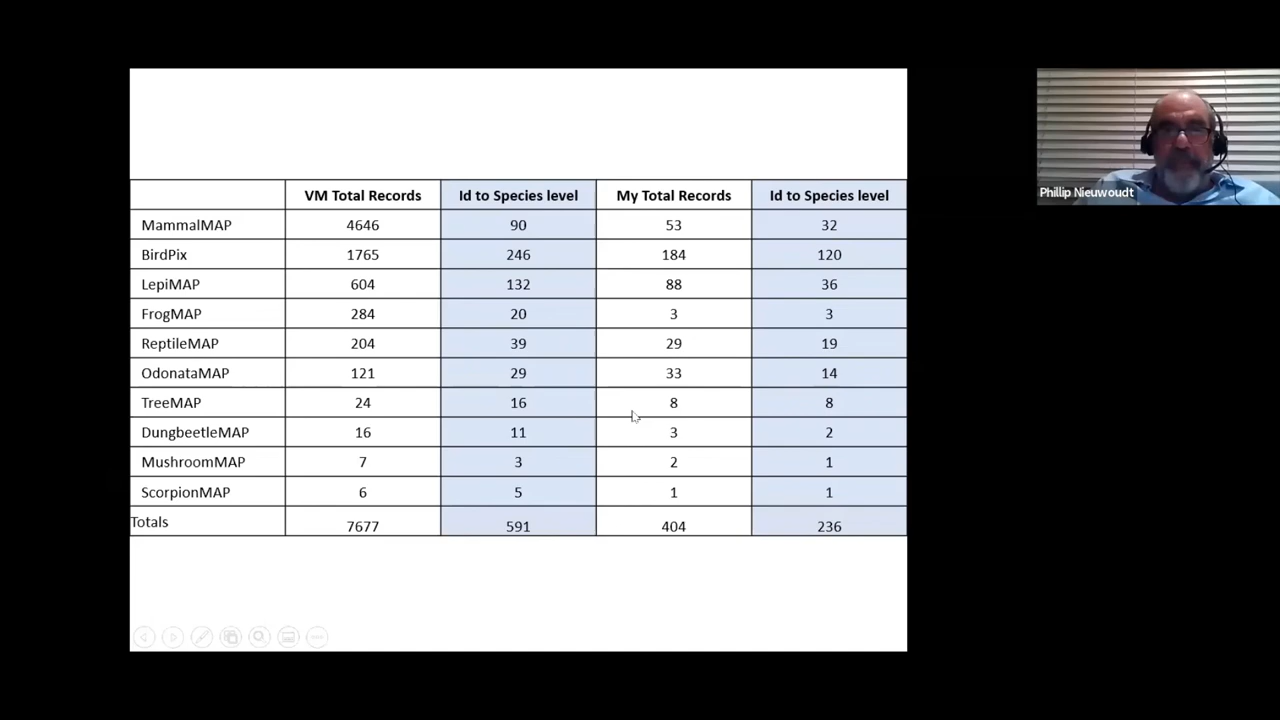 VM Total Records Id to Species level My Total Records Id to Species level
MammalMAP 4646 90 53 32
BirdPix 1765 246 184 120
LepiMAP 604 132 88 36
FrogMAP 284 20 3 3
ReptileMAP 204 39 29 19
OdonataMAP 121 29 33 14
TreeMAP 24 16 8 8
DungbeetleMAP 16 11 3 2
MushroomMAP 7 3 2 1
ScorpionMAP 6 5 1 1
Totals 7677 591 404 236
Phillip Nieuwoudt